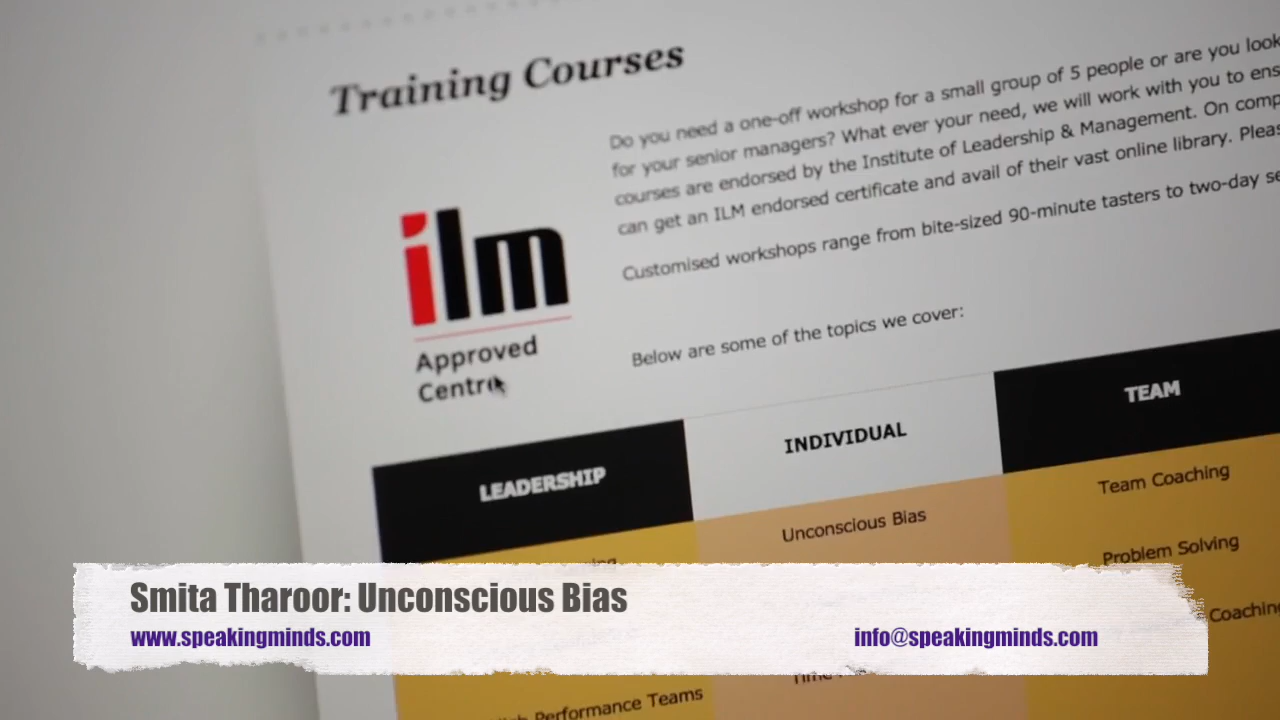 Training Courses
Do you need a one-off workshop for a small group of 5 people or are you look
for your senior managers? What ever your need, we will work with you to ens
courses are endorsed by the Institute of Leadership & Management. On comp
can get an ILM endorsed certificate and avail of their vast online library. Pleas
Customised workshops range from bite-sized 90-minute tasters to two-day se
ilm
Approved
Centre
Below are some of the topics we cover:
LEADERSHIP
INDIVIDUAL
TEAM
Unconscious Bias
Team Coaching
Problem Solving
Coaching
Performance Teams
Smita Tharoor: Unconscious Bias
www.speakingminds.com
info@speakingminds.com